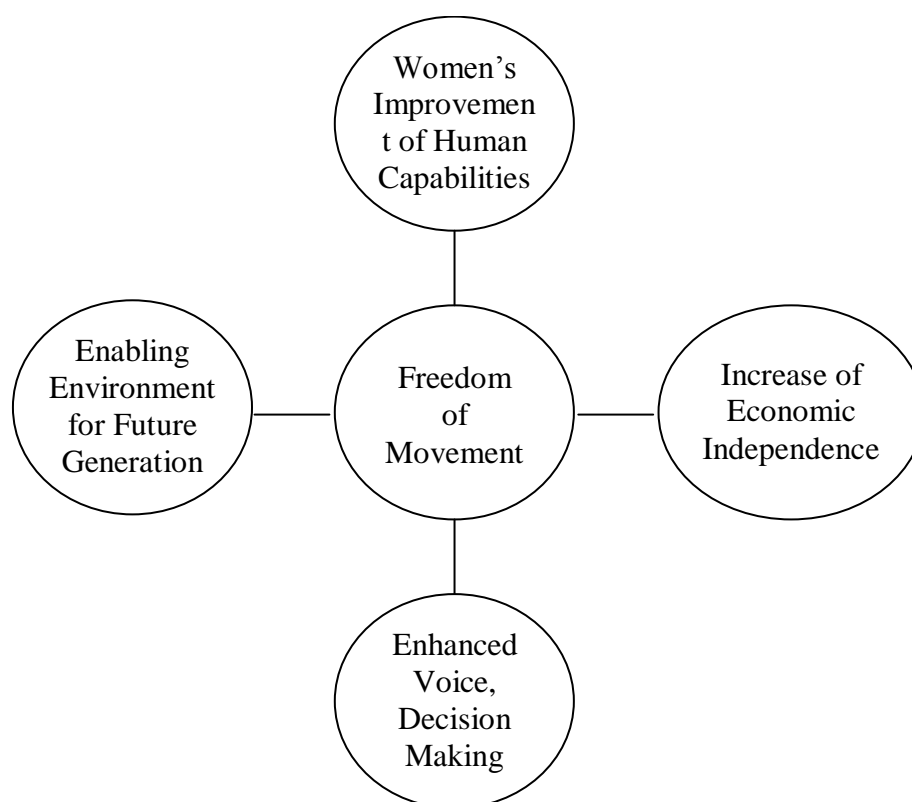 Women’s
Improvemen
t of Human
Capabilities
Enabling
Environment
for Future
Generation
Freedom
of
Movement
Increase of
Economic
Independence
Enhanced
Voice,
Decision
Making